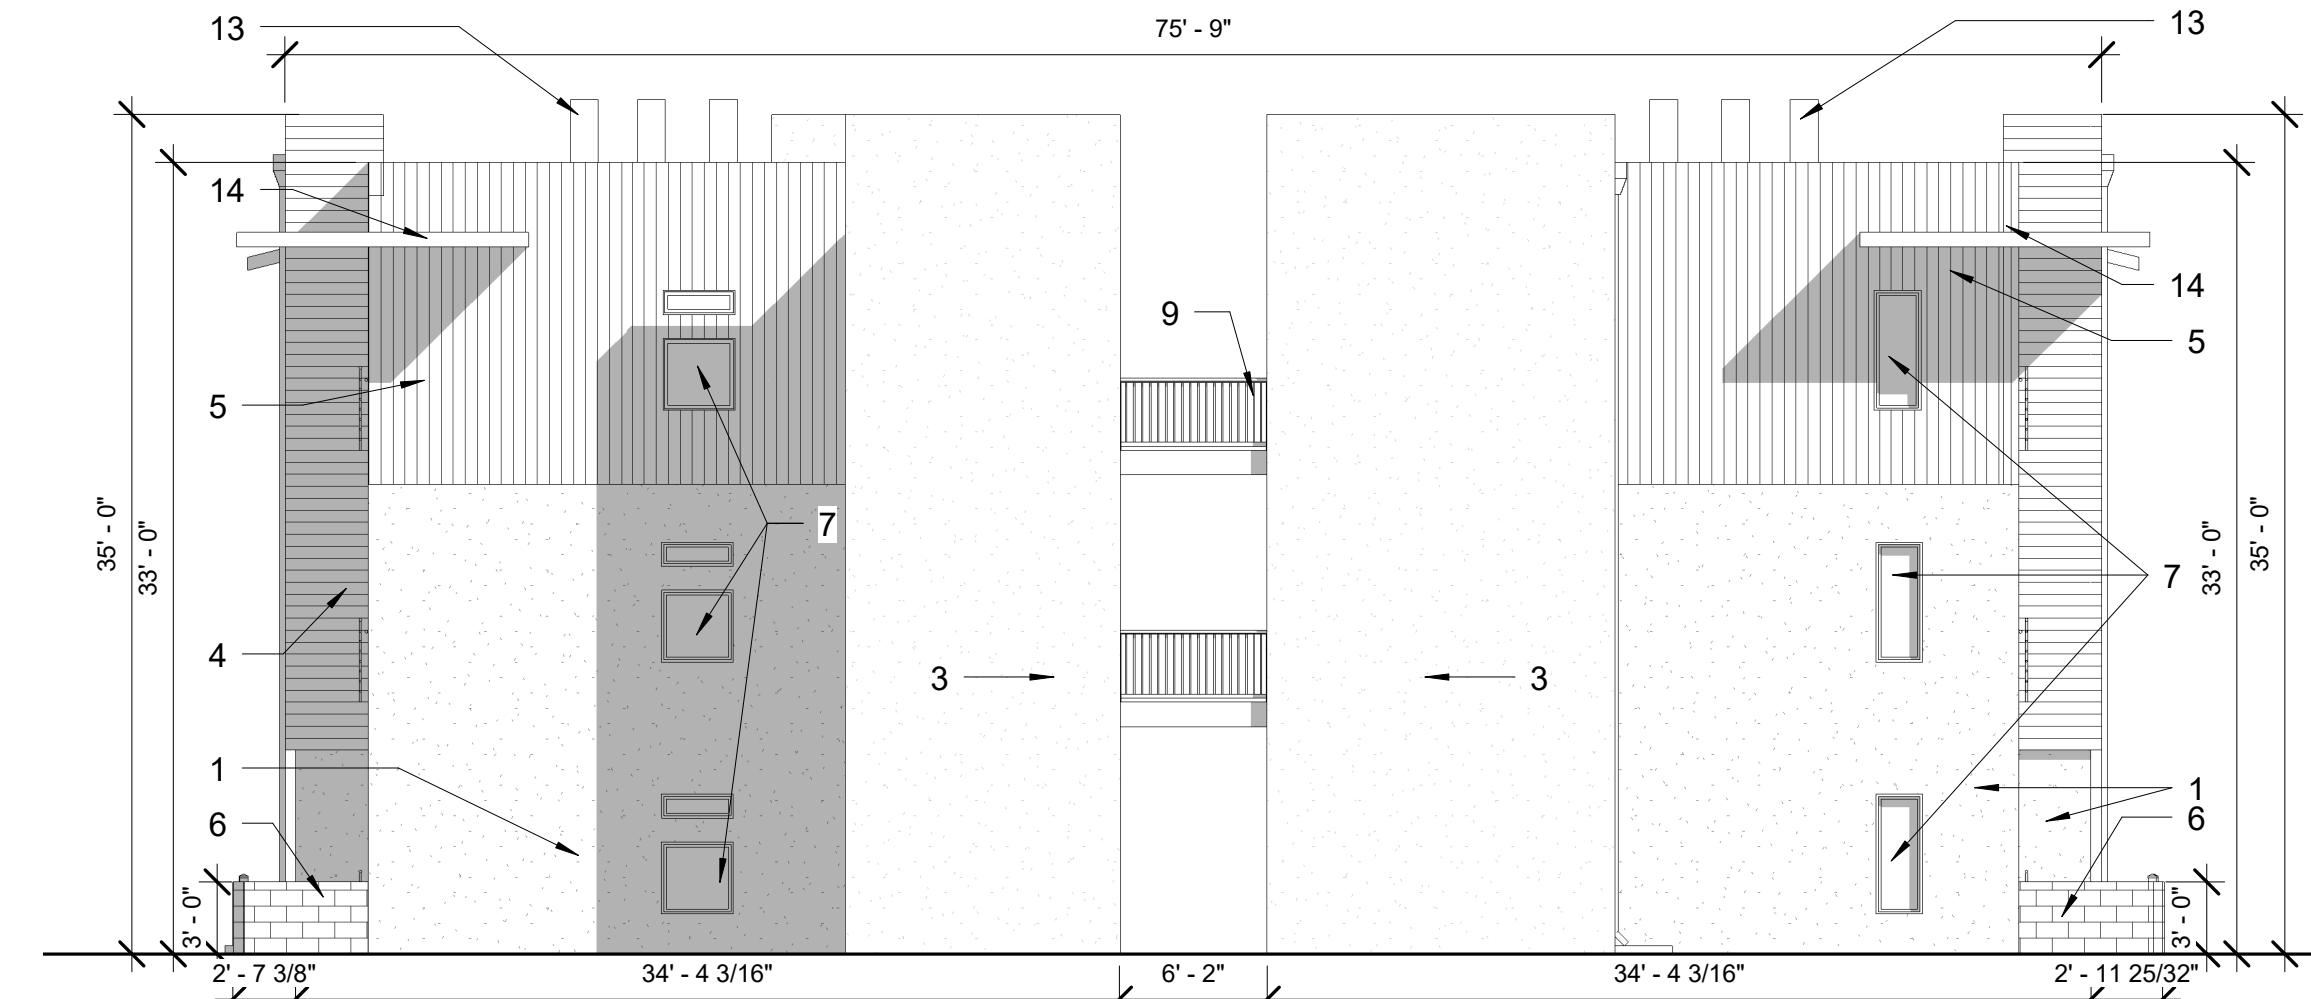 13
75' - 9"
13
14
9
14
5
5
35' - 0"
33' - 0"
7
33' - 0"
35' - 0"
7
4
3
3
1
1
6
6
3' - 0"
3' - 0"
2' - 7 3/8"
34' - 4 3/16"
6' - 2"
34' - 4 3/16"
2' - 11 25/32"